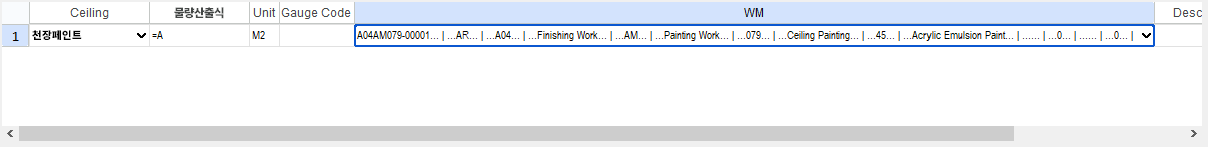 Ceiling 물량산출식 Unit Gauge Code WM Desc
1 천장페인트 =A M2 A04AM079-00001... | ...AR... | ...A04... | ...Finishing Work... | ...AM... | ...Painting Work... | ...079... | ...Ceiling Painting... | ...45... | ...Acrylic Emulsion Paint... | ...... | ...0... | ...... | ...0... |